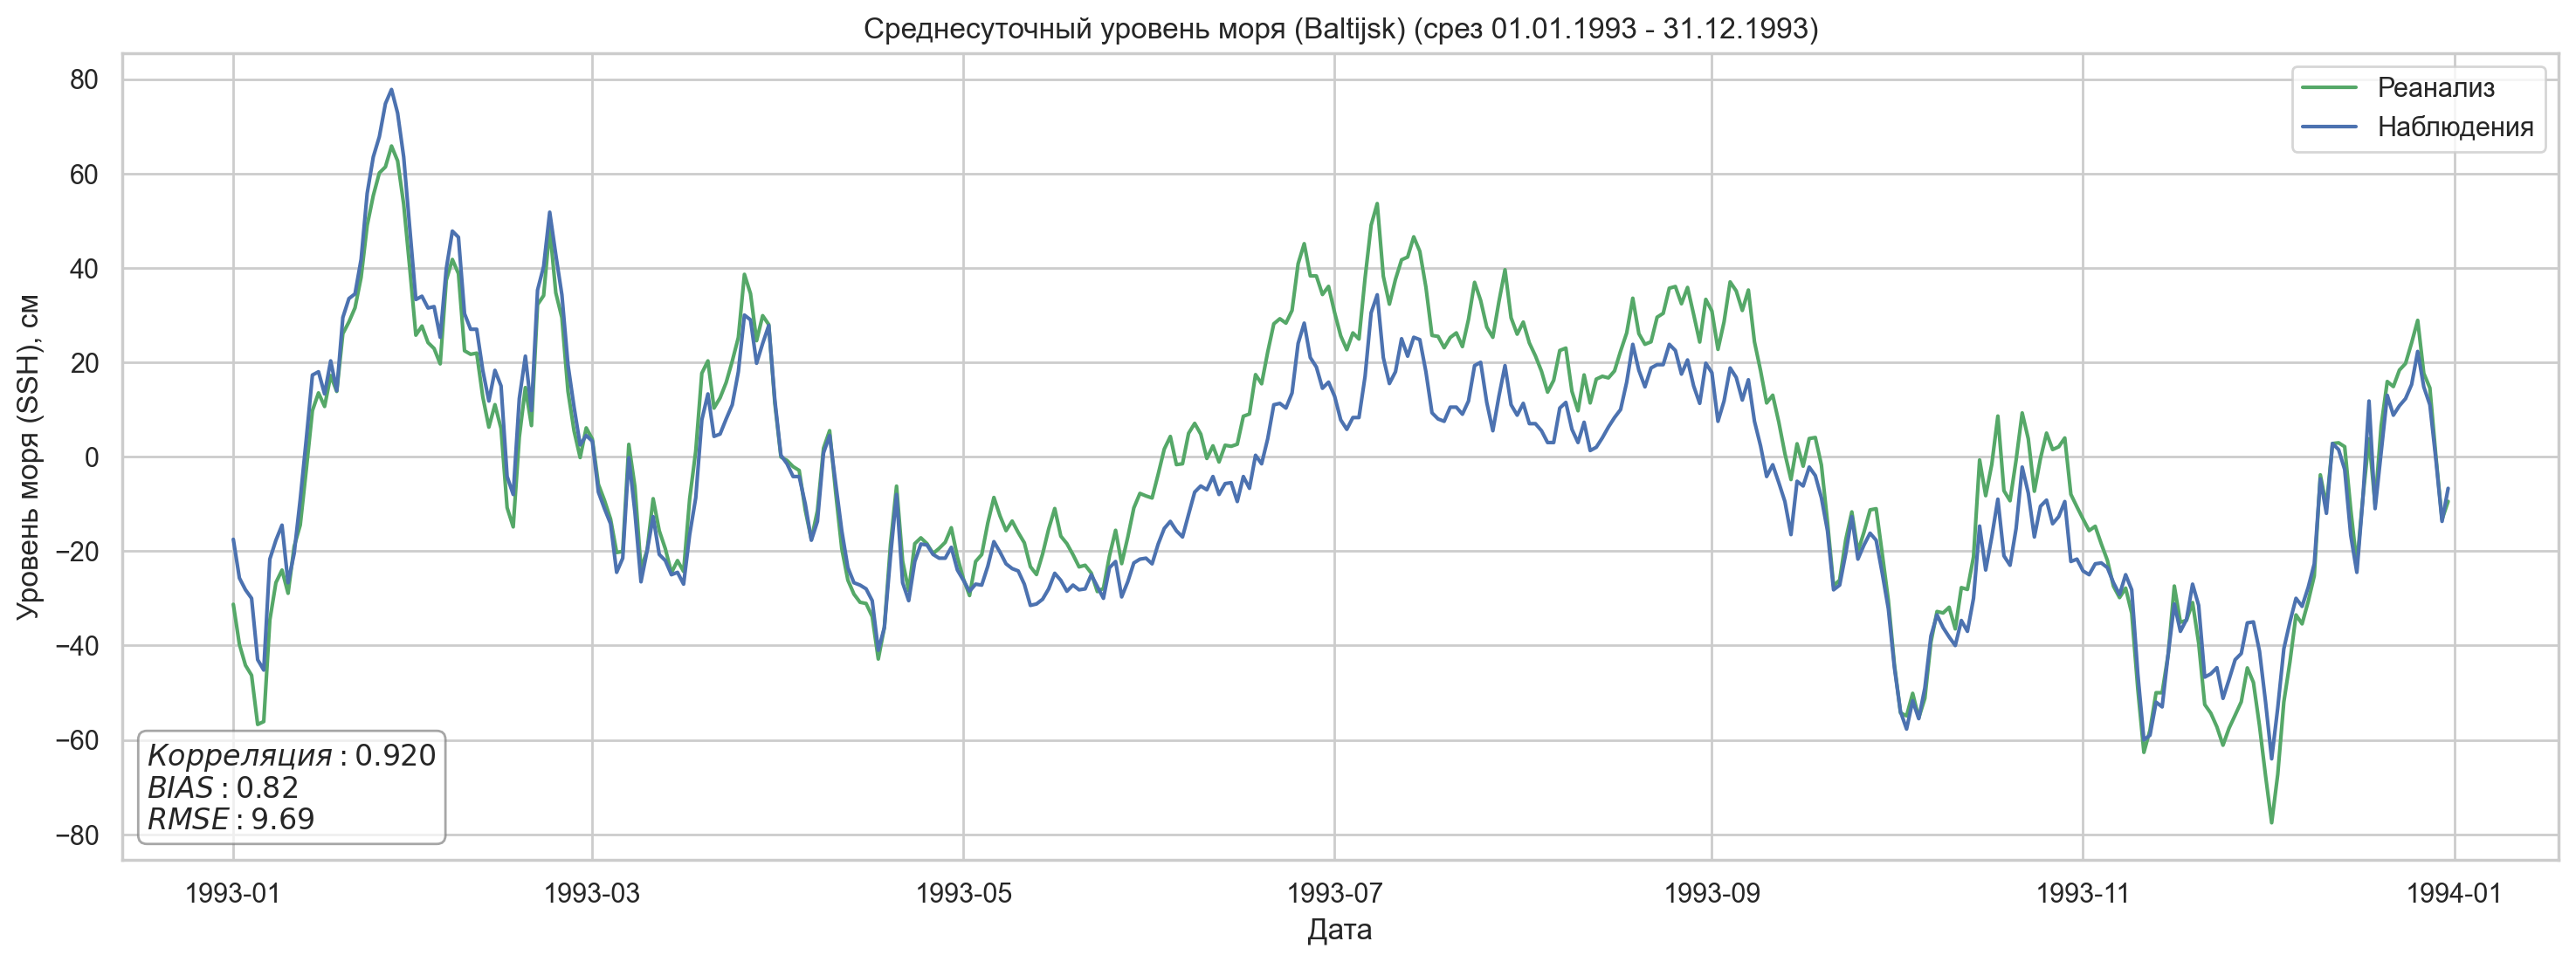 Среднесуточный уровень моря (Baltijsk) (срез 01.01.1993 - 31.12.1993)
Реанализ
Наблюдения
Уровень моря (SSH), см
80
60
40
20
0
−20
−40
−60
−80
Корреляция : 0.920
BIAS : 0.82
RMSE : 9.69
1993-01
1993-03
1993-05
1993-07
1993-09
1993-11
1994-01
Дата